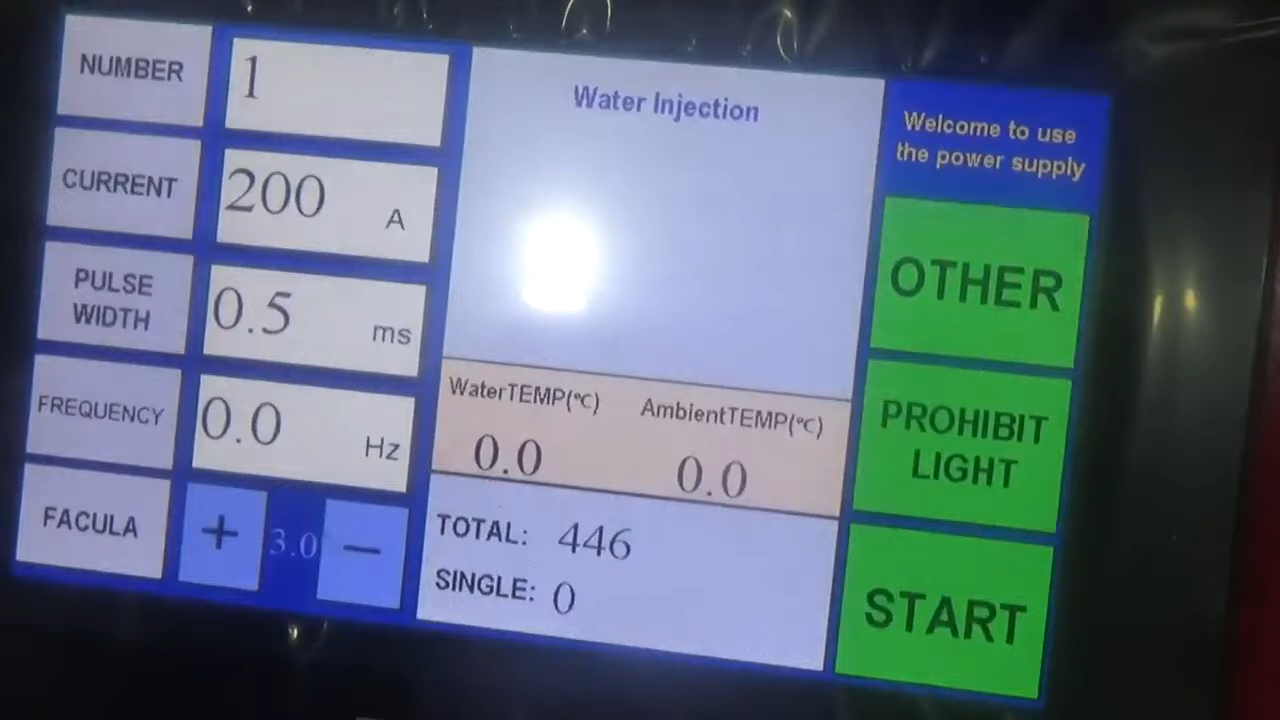 NUMBER
1
CURRENT
200 A
PULSE
WIDTH
0.5 ms
FREQUENCY
0.0 Hz
FACULA
+ 3.0 −
Water Injection
WaterTEMP(℃) AmbientTEMP(℃)
0.0 0.0
TOTAL: 446
SINGLE: 0
Welcome to use
the power supply
OTHER
PROHIBIT
LIGHT
START